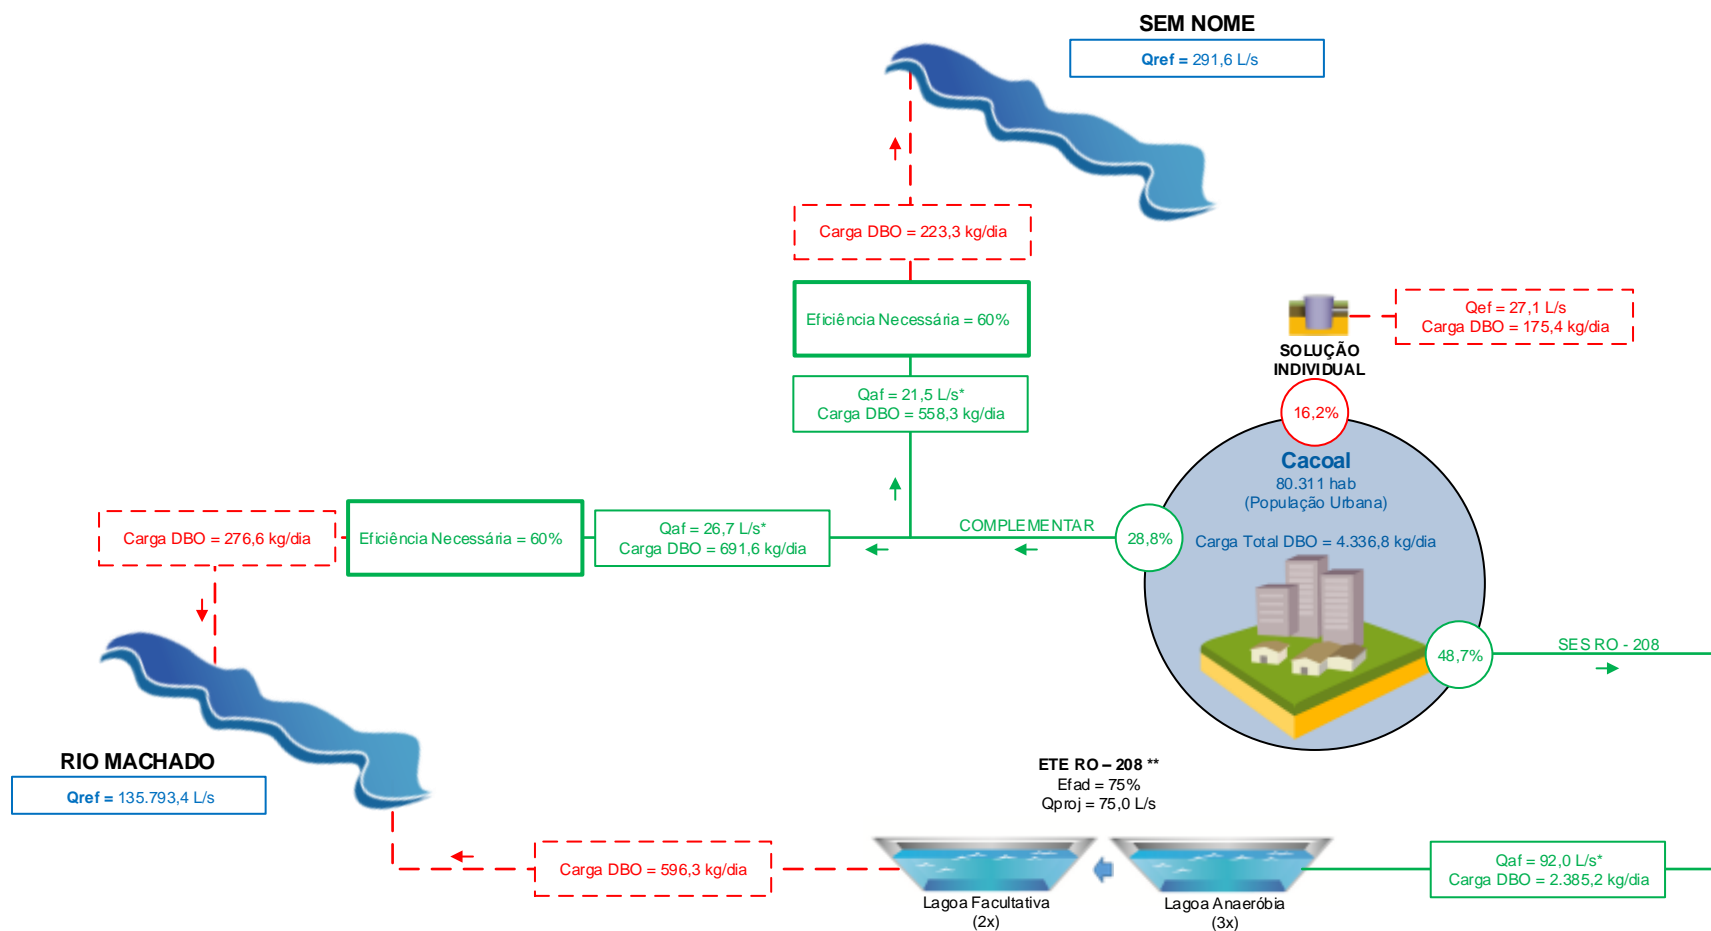 SEM NOME
Qref = 291,6 L/s
Carga DBO = 223,3 kg/dia
Eficiência Necessária = 60%
Qaf = 21,5 L/s*
Carga DBO = 558,3 kg/dia
Qef = 27,1 L/s
Carga DBO = 175,4 kg/dia
SOLUÇÃO
INDIVIDUAL
16,2%
Cacoal
80.311 hab
(População Urbana)
Carga Total DBO = 4.336,8 kg/dia
COMPLEMENTAR
28,8%
Qaf = 26,7 L/s*
Carga DBO = 691,6 kg/dia
Eficiência Necessária = 60%
Carga DBO = 276,6 kg/dia
48,7%
SES RO - 208
RIO MACHADO
Qref = 135.793,4 L/s
ETE RO – 208 **
Efad = 75%
Qproj = 75,0 L/s
Carga DBO = 596,3 kg/dia
Lagoa Facultativa
(2x)
Lagoa Anaeróbia
(3x)
Qaf = 92,0 L/s*
Carga DBO = 2.385,2 kg/dia